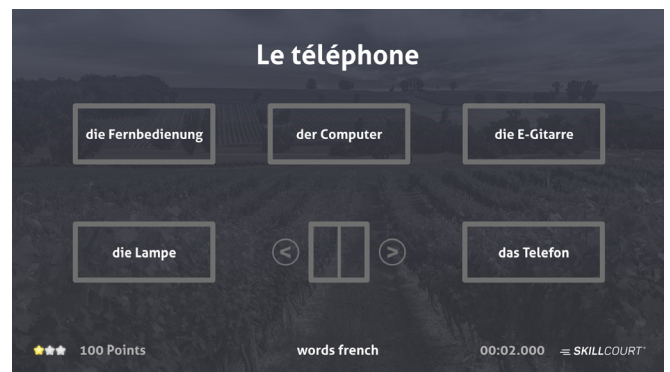 Le téléphone
die Fernbedienung
der Computer
die E-Gitarre
die Lampe
<
>
das Telefon
100 Points
words french
00:02.000
SKILLCOURT